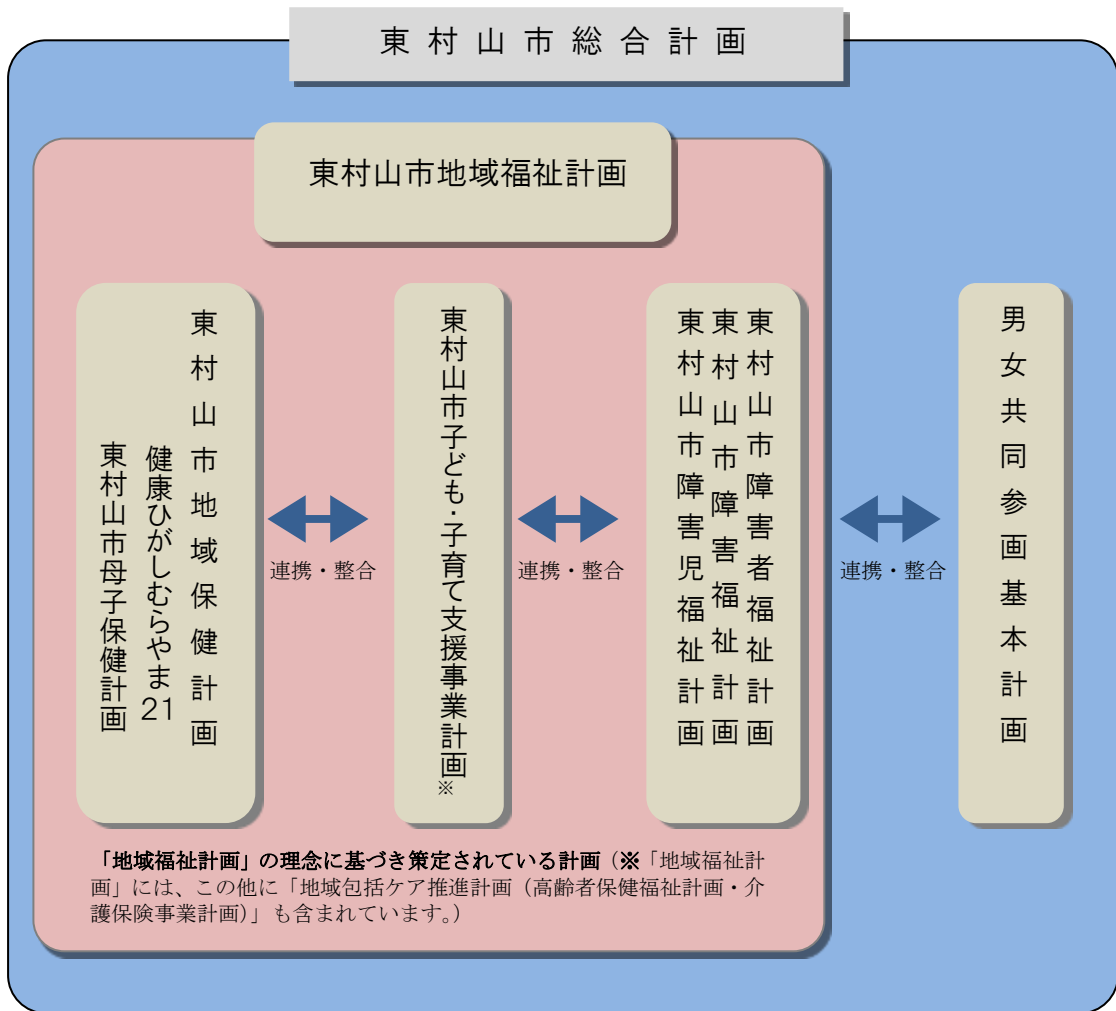 東村山市総合計画
東村山市地域福祉計画
東村山市地域保健計画
健康ひがしむらやま21
東村山市母子保健計画
連携・整合
東村山市子ども・子育て支援事業計画※
連携・整合
東村山市障害者福祉計画
東村山市障害福祉計画
東村山市障害児福祉計画
連携・整合
男女共同参画基本計画
「地域福祉計画」の理念に基づき策定されている計画（※「地域福祉計
画」には、この他に「地域包括ケア推進計画（高齢者保健福祉計画・介
護保険事業計画）」も含まれています。）